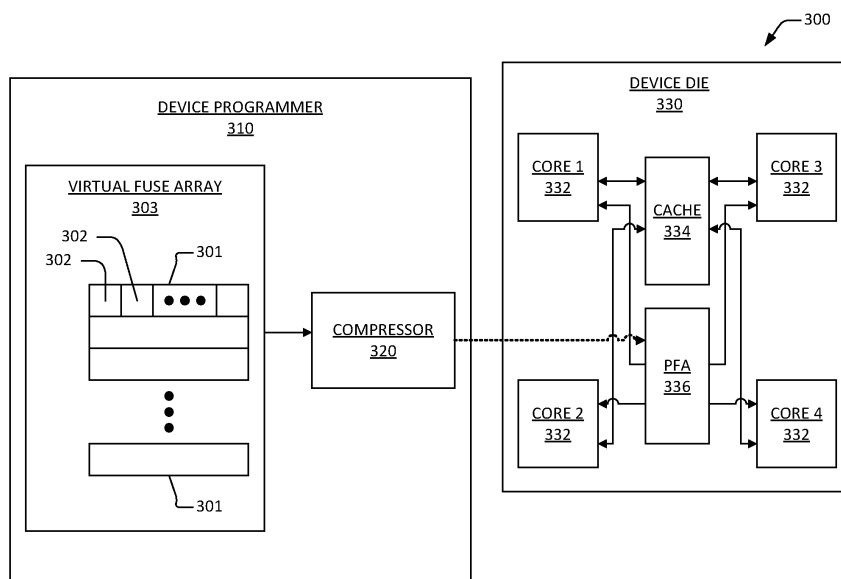 300
DEVICE PROGRAMMER
310
VIRTUAL FUSE ARRAY
303
302
302
301
301
COMPRESSOR
320
DEVICE DIE
330
CORE 1
332
CORE 3
332
CACHE
334
PFA
336
CORE 2
332
CORE 4
332